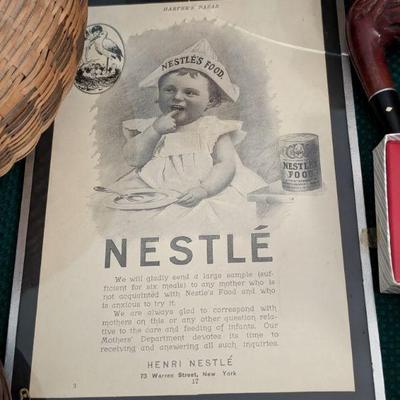 HARPER'S BAZAR
NESTLÉ'S FOOD.
NESTLÉ'S
FOOD
NESTLÉ
We will gladly send a large sample (suf-
ficient for six meals) to any mother who is
not acquainted with Nestlé's Food and who
is anxious to try it.
We are always glad to correspond with
mothers on this or any other question rela-
tive to the care and feeding of infants. Our
Mothers' Department devotes its time to
receiving and answering all such inquiries.
HENRI NESTLÉ
73 Warren Street, New York
3 17